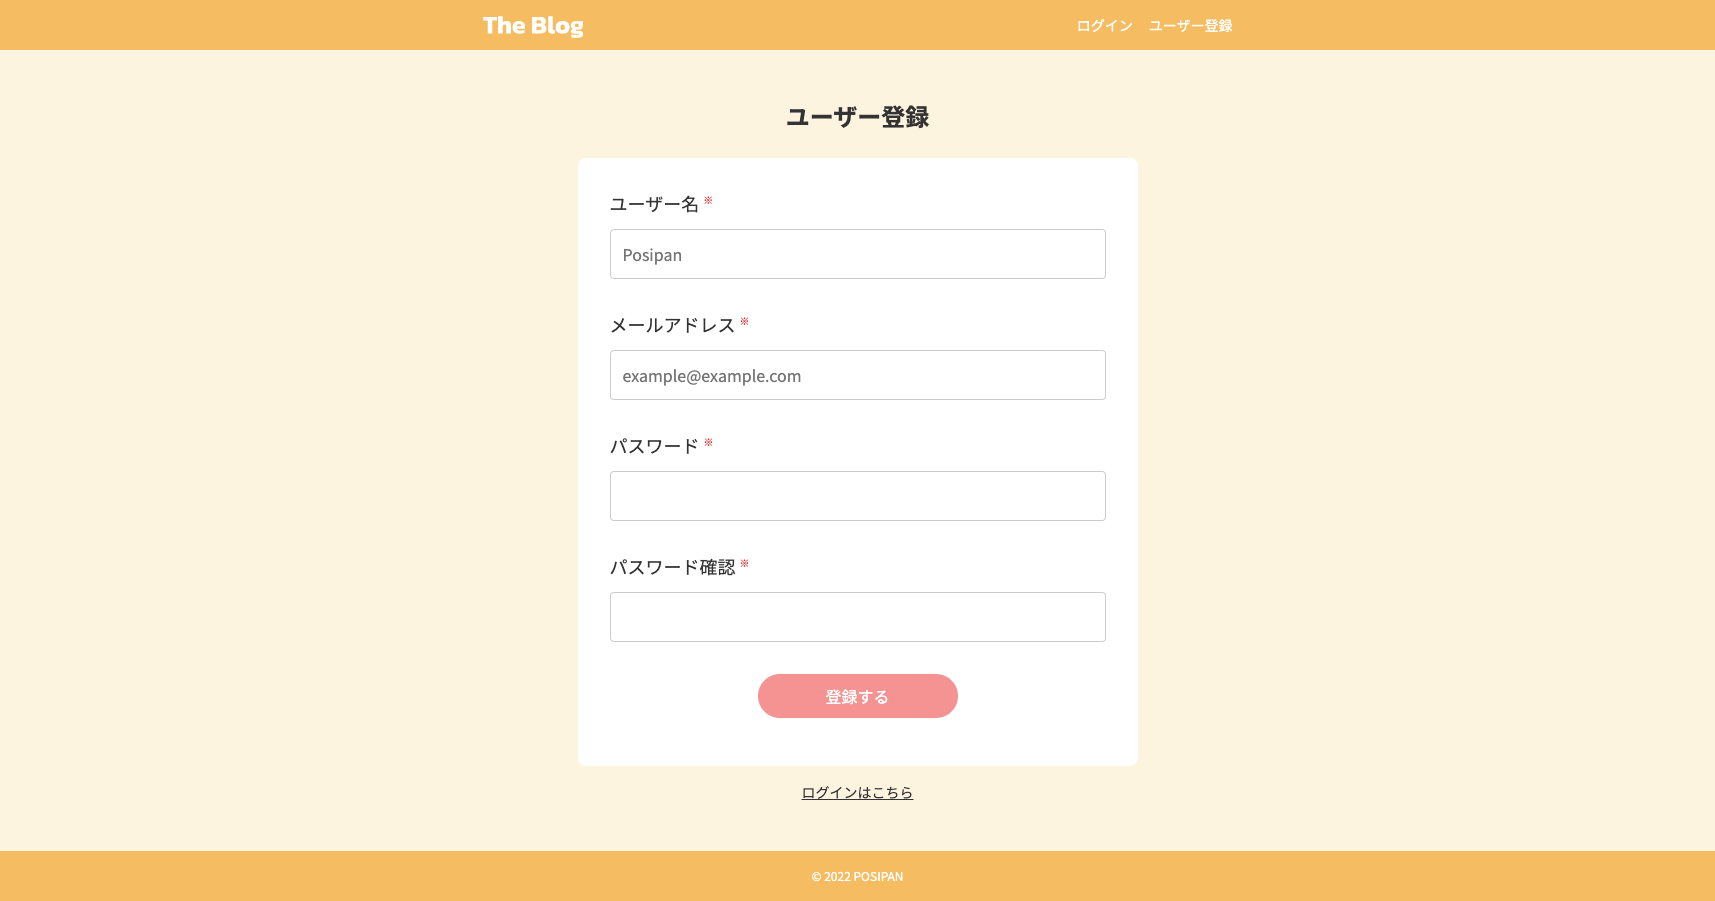 The Blog
ログイン ユーザー登録
ユーザー登録
ユーザー名 ※
Posipan
メールアドレス ※
example@example.com
パスワード ※
パスワード確認 ※
登録する
ログインはこちら
© 2022 POSIPAN